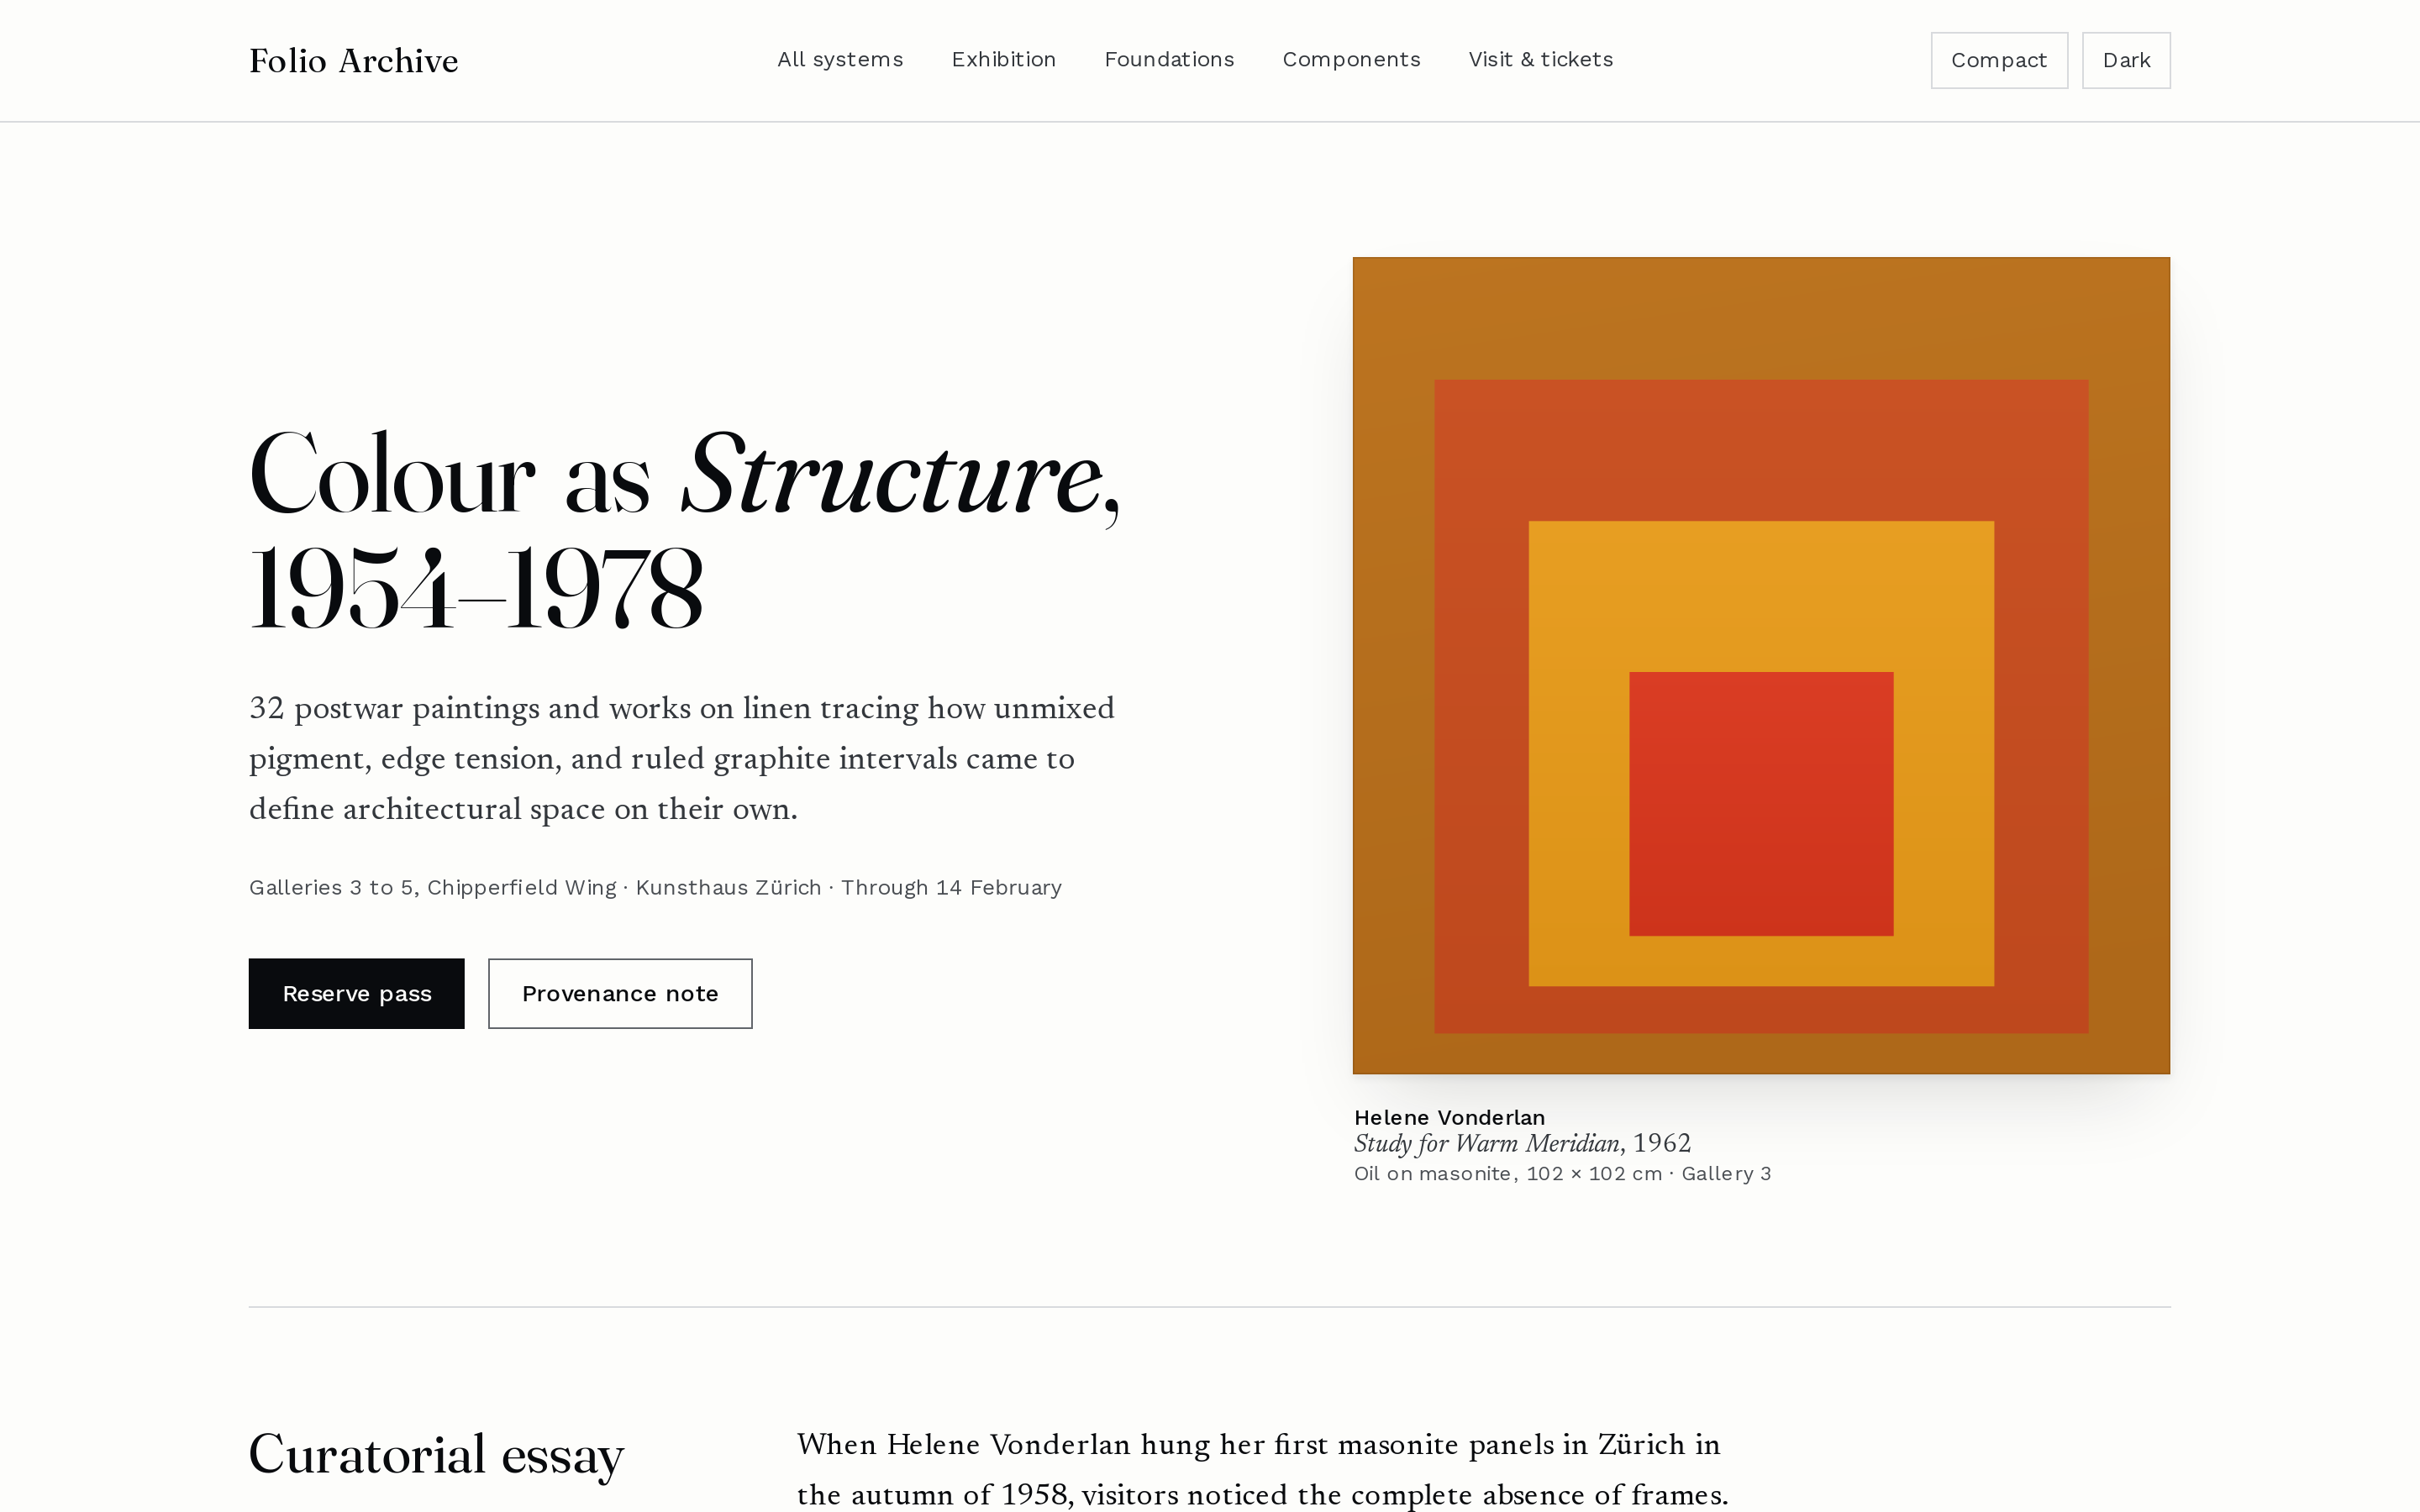 Folio Archive
All systems
Exhibition
Foundations
Components
Visit & tickets
Compact
Dark
Colour as Structure,
1954–1978
32 postwar paintings and works on linen tracing how unmixed
pigment, edge tension, and ruled graphite intervals came to
define architectural space on their own.
Galleries 3 to 5, Chipperfield Wing · Kunsthaus Zürich · Through 14 February
Reserve pass
Provenance note
Helene Vonderlan
Study for Warm Meridian, 1962
Oil on masonite, 102 × 102 cm · Gallery 3
Curatorial essay
When Helene Vonderlan hung her first masonite panels in Zürich in
the autumn of 1958, visitors noticed the complete absence of frames.